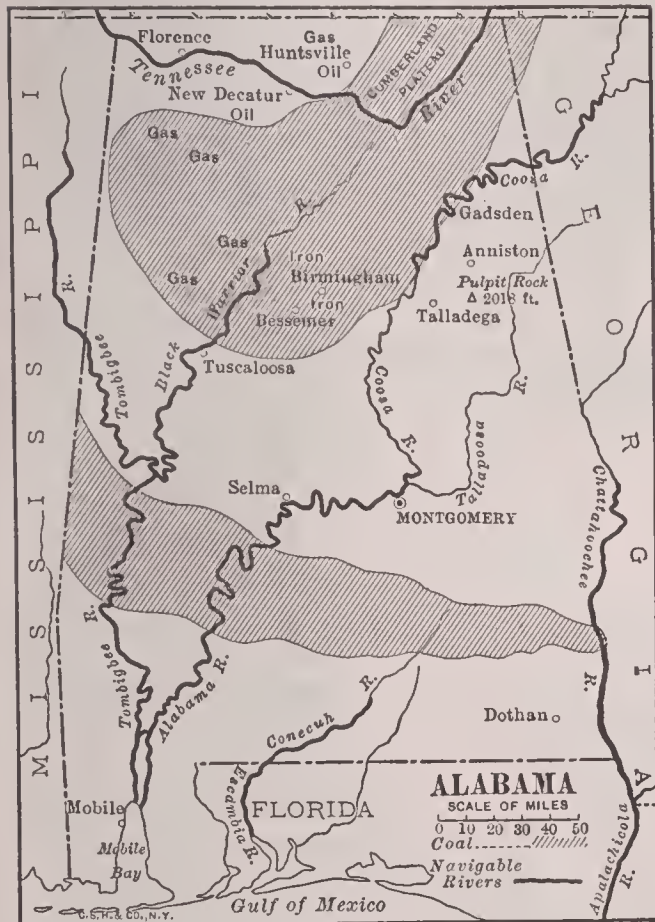 Florence
Gas
Huntsville
Oil
CUMBERLAND
PLATEAU
Tennessee
River
New Decatur
Oil
Gas
Gas
Gas
Gas
Iron
Birmingham
Iron
Bessemer
Warrior
R.
Black
Tuscaloosa
Coosa
R.
Gadsden
Anniston
Pulpit Rock
Talladega
Coosa
R.
Tallapoosa
R.
Tombigbee
R.
Selma
MONTGOMERY
Chattahoochee
R.
Tombigbee
R.
Alabama R.
Conecuh
R.
Dothan
Escambia R.
FLORIDA
Mobile
Mobile
Bay
Gulf of Mexico
Apalachicola
R.
MISSISSIPPI
GEORGIA
ALABAMA
SCALE OF MILES
0 10 20 30 40 50
Coal
Navigable
Rivers
C.S.H.& CO., N.Y.